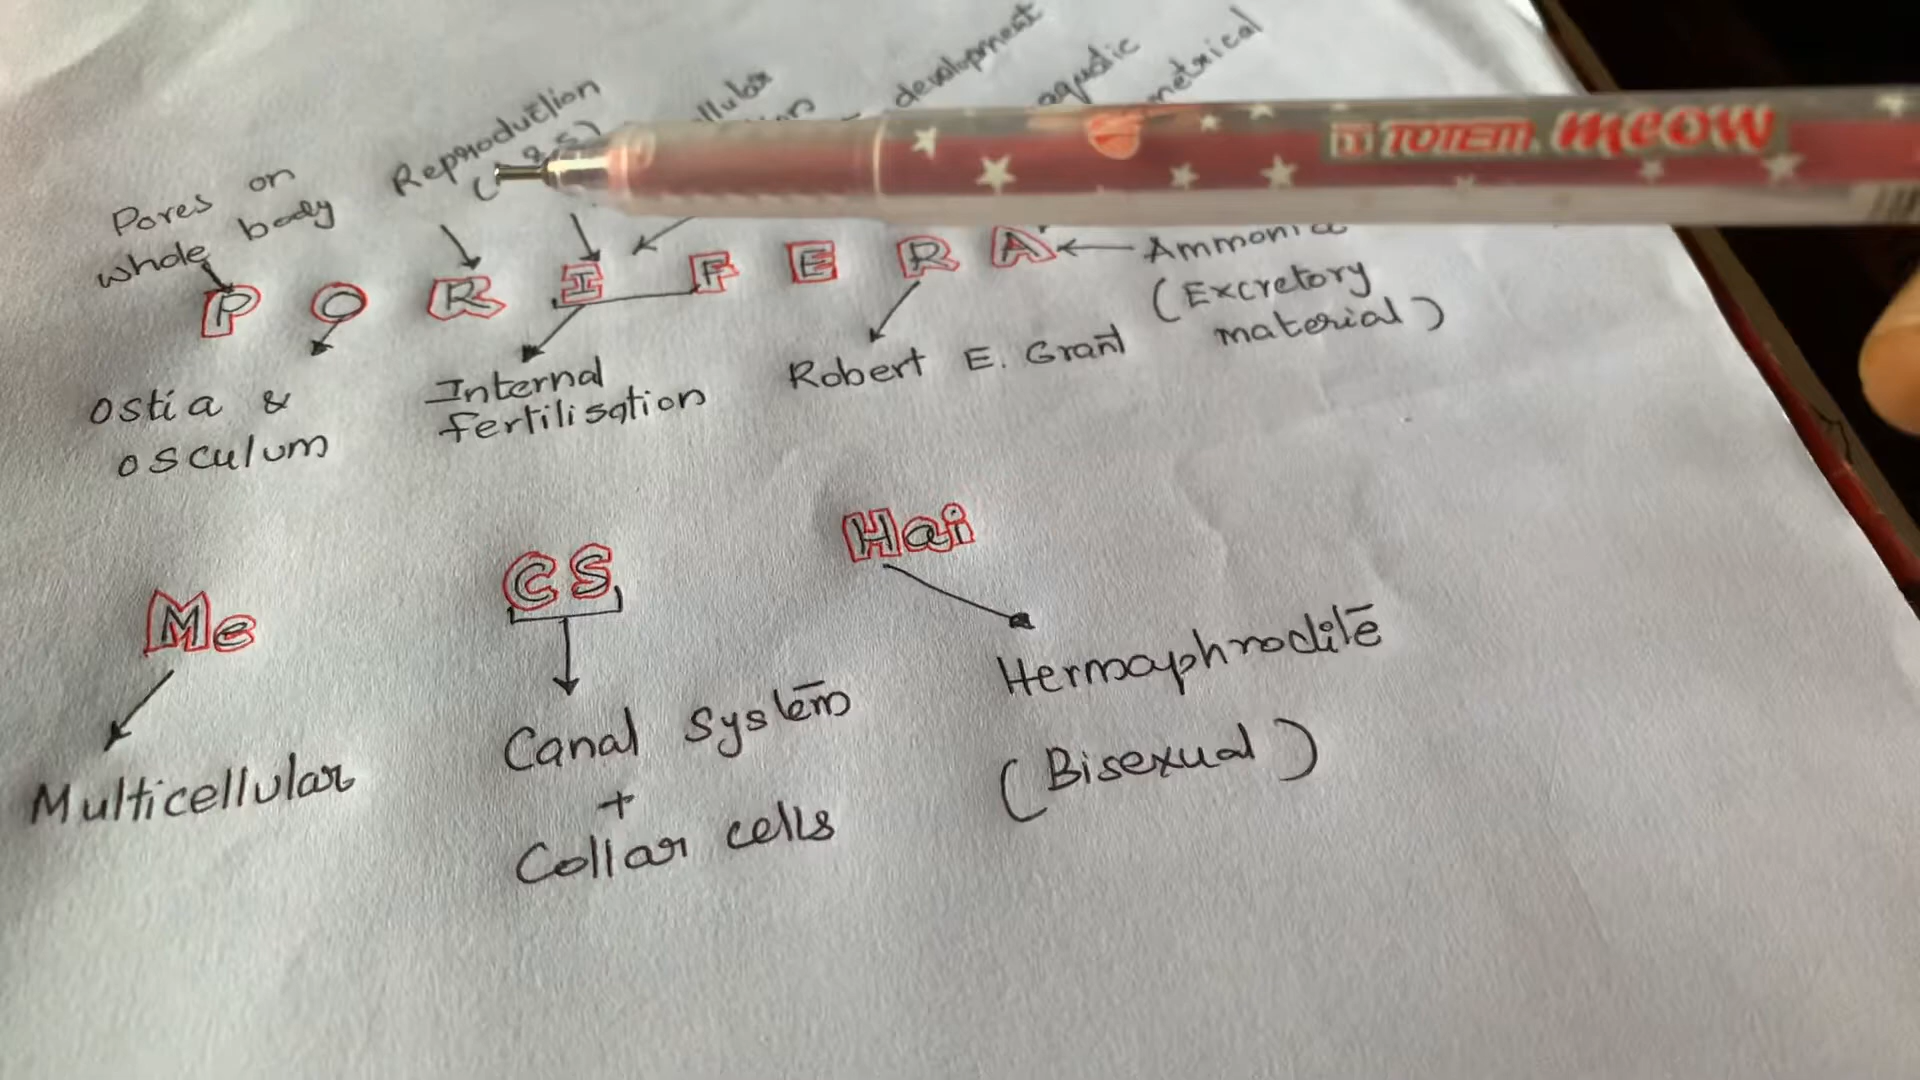 development
aquatic
Reproduction
Pores on
whole body
TOTEM meow
PORIFERA
(Excretory
material)
Ostia &
osculum
Internal
fertilisation
Robert E. Grant
Me
CS
Hai
Multicellular
Canal System
+
Collar cells
Hermaphrodite
(Bisexual)